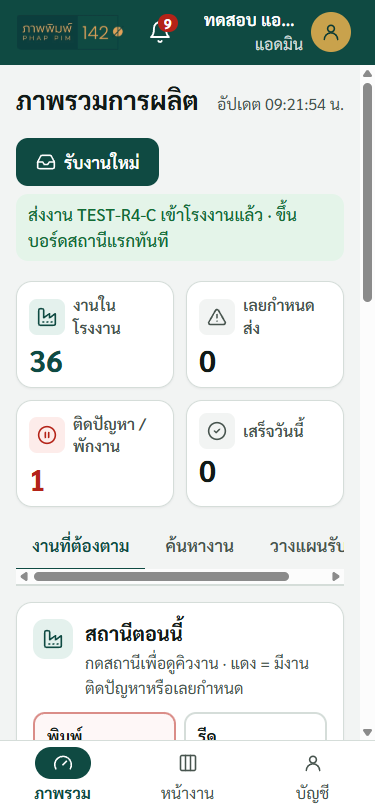 ภาพพิมพ์ 142
PHAP PIM
9
ทดสอบ แอ...
แอดมิน
ภาพรวมการผลิต
อัปเดต 09:21:54 น.
รับงานใหม่
ส่งงาน TEST-R4-C เข้าโรงงานแล้ว · ขึ้น
บอร์ดสถานีแรกทันที
งานใน
โรงงาน
36
เลยกำหนด
ส่ง
0
ติดปัญหา /
พักงาน
1
เสร็จวันนี้
0
งานที่ต้องตาม
ค้นหางาน
วางแผนรับ
สถานีตอนนี้
กดสถานีเพื่อดูคิวงาน · แดง = มีงาน
ติดปัญหาหรือเลยกำหนด
พิมพ์
รีด
ภาพรวม
หน้างาน
บัญชี